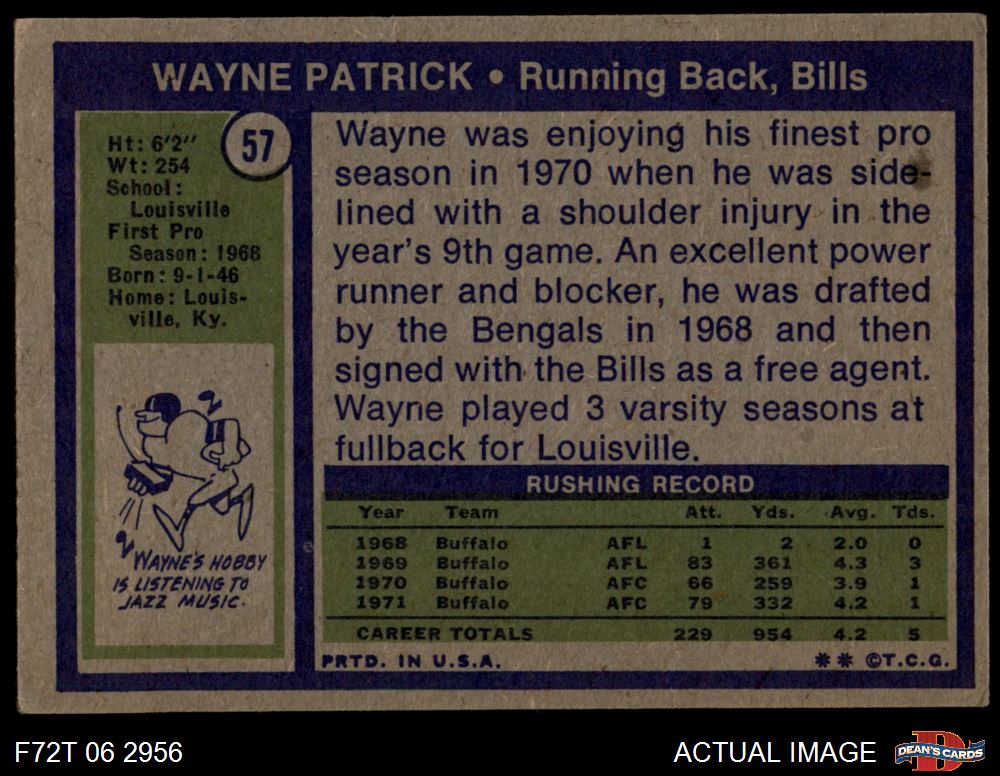 WAYNE PATRICK • Running Back, Bills
57
Ht: 6'2"
Wt: 254
School:
Louisville
First Pro
Season: 1968
Born: 9-1-46
Home: Louis-
ville, Ky.
WAYNE'S HOBBY
IS LISTENING TO
JAZZ MUSIC.
Wayne was enjoying his finest pro
season in 1970 when he was side-
lined with a shoulder injury in the
year's 9th game. An excellent power
runner and blocker, he was drafted
by the Bengals in 1968 and then
signed with the Bills as a free agent.
Wayne played 3 varsity seasons at
fullback for Louisville.
RUSHING RECORD
Year Team Att. Yds. Avg. Tds.
1968 Buffalo AFL 1 2 2.0 0
1969 Buffalo AFL 83 361 4.3 3
1970 Buffalo AFC 66 259 3.9 1
1971 Buffalo AFC 79 332 4.2 1
CAREER TOTALS 229 954 4.2 5
PRTD. IN U.S.A. ** ©T.C.G.
F72T 06 2956 ACTUAL IMAGE DEAN'S CARDS